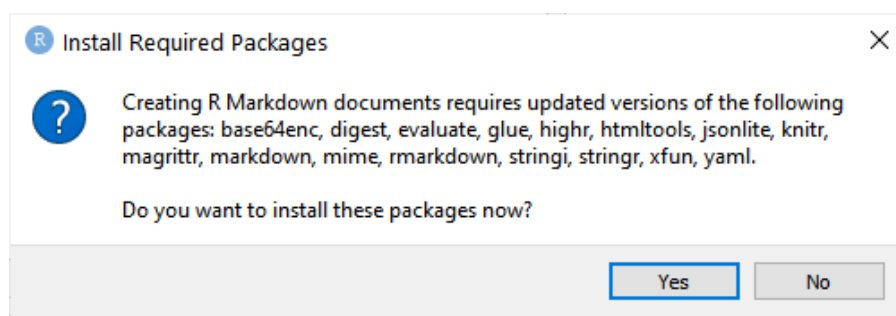 R Install Required Packages
?
Creating R Markdown documents requires updated versions of the following
packages: base64enc, digest, evaluate, glue, highr, htmltools, jsonlite, knitr,
magrittr, markdown, mime, rmarkdown, stringi, stringr, xfun, yaml.
Do you want to install these packages now?
Yes No